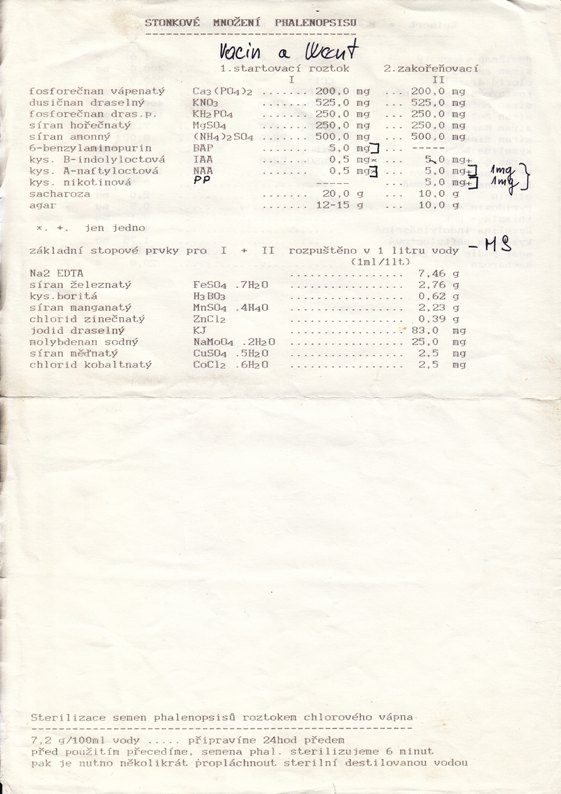 STONKOVÉ MNOŽENÍ PHALENOPSISU
Vacin a Went
1.startovací roztok 2.zakořeňovací
I II
fosforečnan vápenatý Ca3(PO4)2 ....... 200,0 mg ... 200,0 mg
dusičnan draselný KNO3 ....... 525,0 mg ... 525,0 mg
fosforečnan dras.p. KH2PO4 ....... 250,0 mg ... 250,0 mg
síran hořečnatý MgSO4 ....... 250,0 mg ... 250,0 mg
síran amonný (NH4)2SO4 ....... 500,0 mg ... 500,0 mg
6-benzylaminopurin BAP ....... 5,0 mg] ... -----
kys. B-indolyloctová IAA ....... 0,5 mg× ... 5,0 mg+
kys. A-naftyloctová NAA ....... 0,5 mg×] ... 5,0 mg+] 1mg
kys. nikotinová PP ----- ... 5,0 mg+] 1mg
sacharoza ....... 20,0 g ... 10,0 g
agar ....... 12-15 g ... 10,0 g
×. +. jen jedno
základní stopové prvky pro I + II rozpuštěno v 1 litru vody – MS
(1ml/1lt)
Na2 EDTA ................. 7,46 g
síran železnatý FeSO4 .7H2O ................. 2,76 g
kys.boritá H3BO3 ................. 0,62 g
síran manganatý MnSO4 .4H4O ................. 2,23 g
chlorid zinečnatý ZnCl2 ................. 0,39 g
jodid draselný KJ ................. 83,0 mg
molybdenan sodný NaMoO4 .2H2O ................. 25,0 mg
síran měďnatý CuSO4 .5H2O ................. 2,5 mg
chlorid kobaltnatý CoCl2 .6H2O ................. 2,5 mg
Sterilizace semen phalenopsisů roztokem chlorového vápna
7,2 g/100ml vody ..... připravíme 24hod předem
před použitím přecedíme, semena phal. sterilizujeme 6 minut
pak je nutno několikrát propláchnout sterilní destilovanou vodou